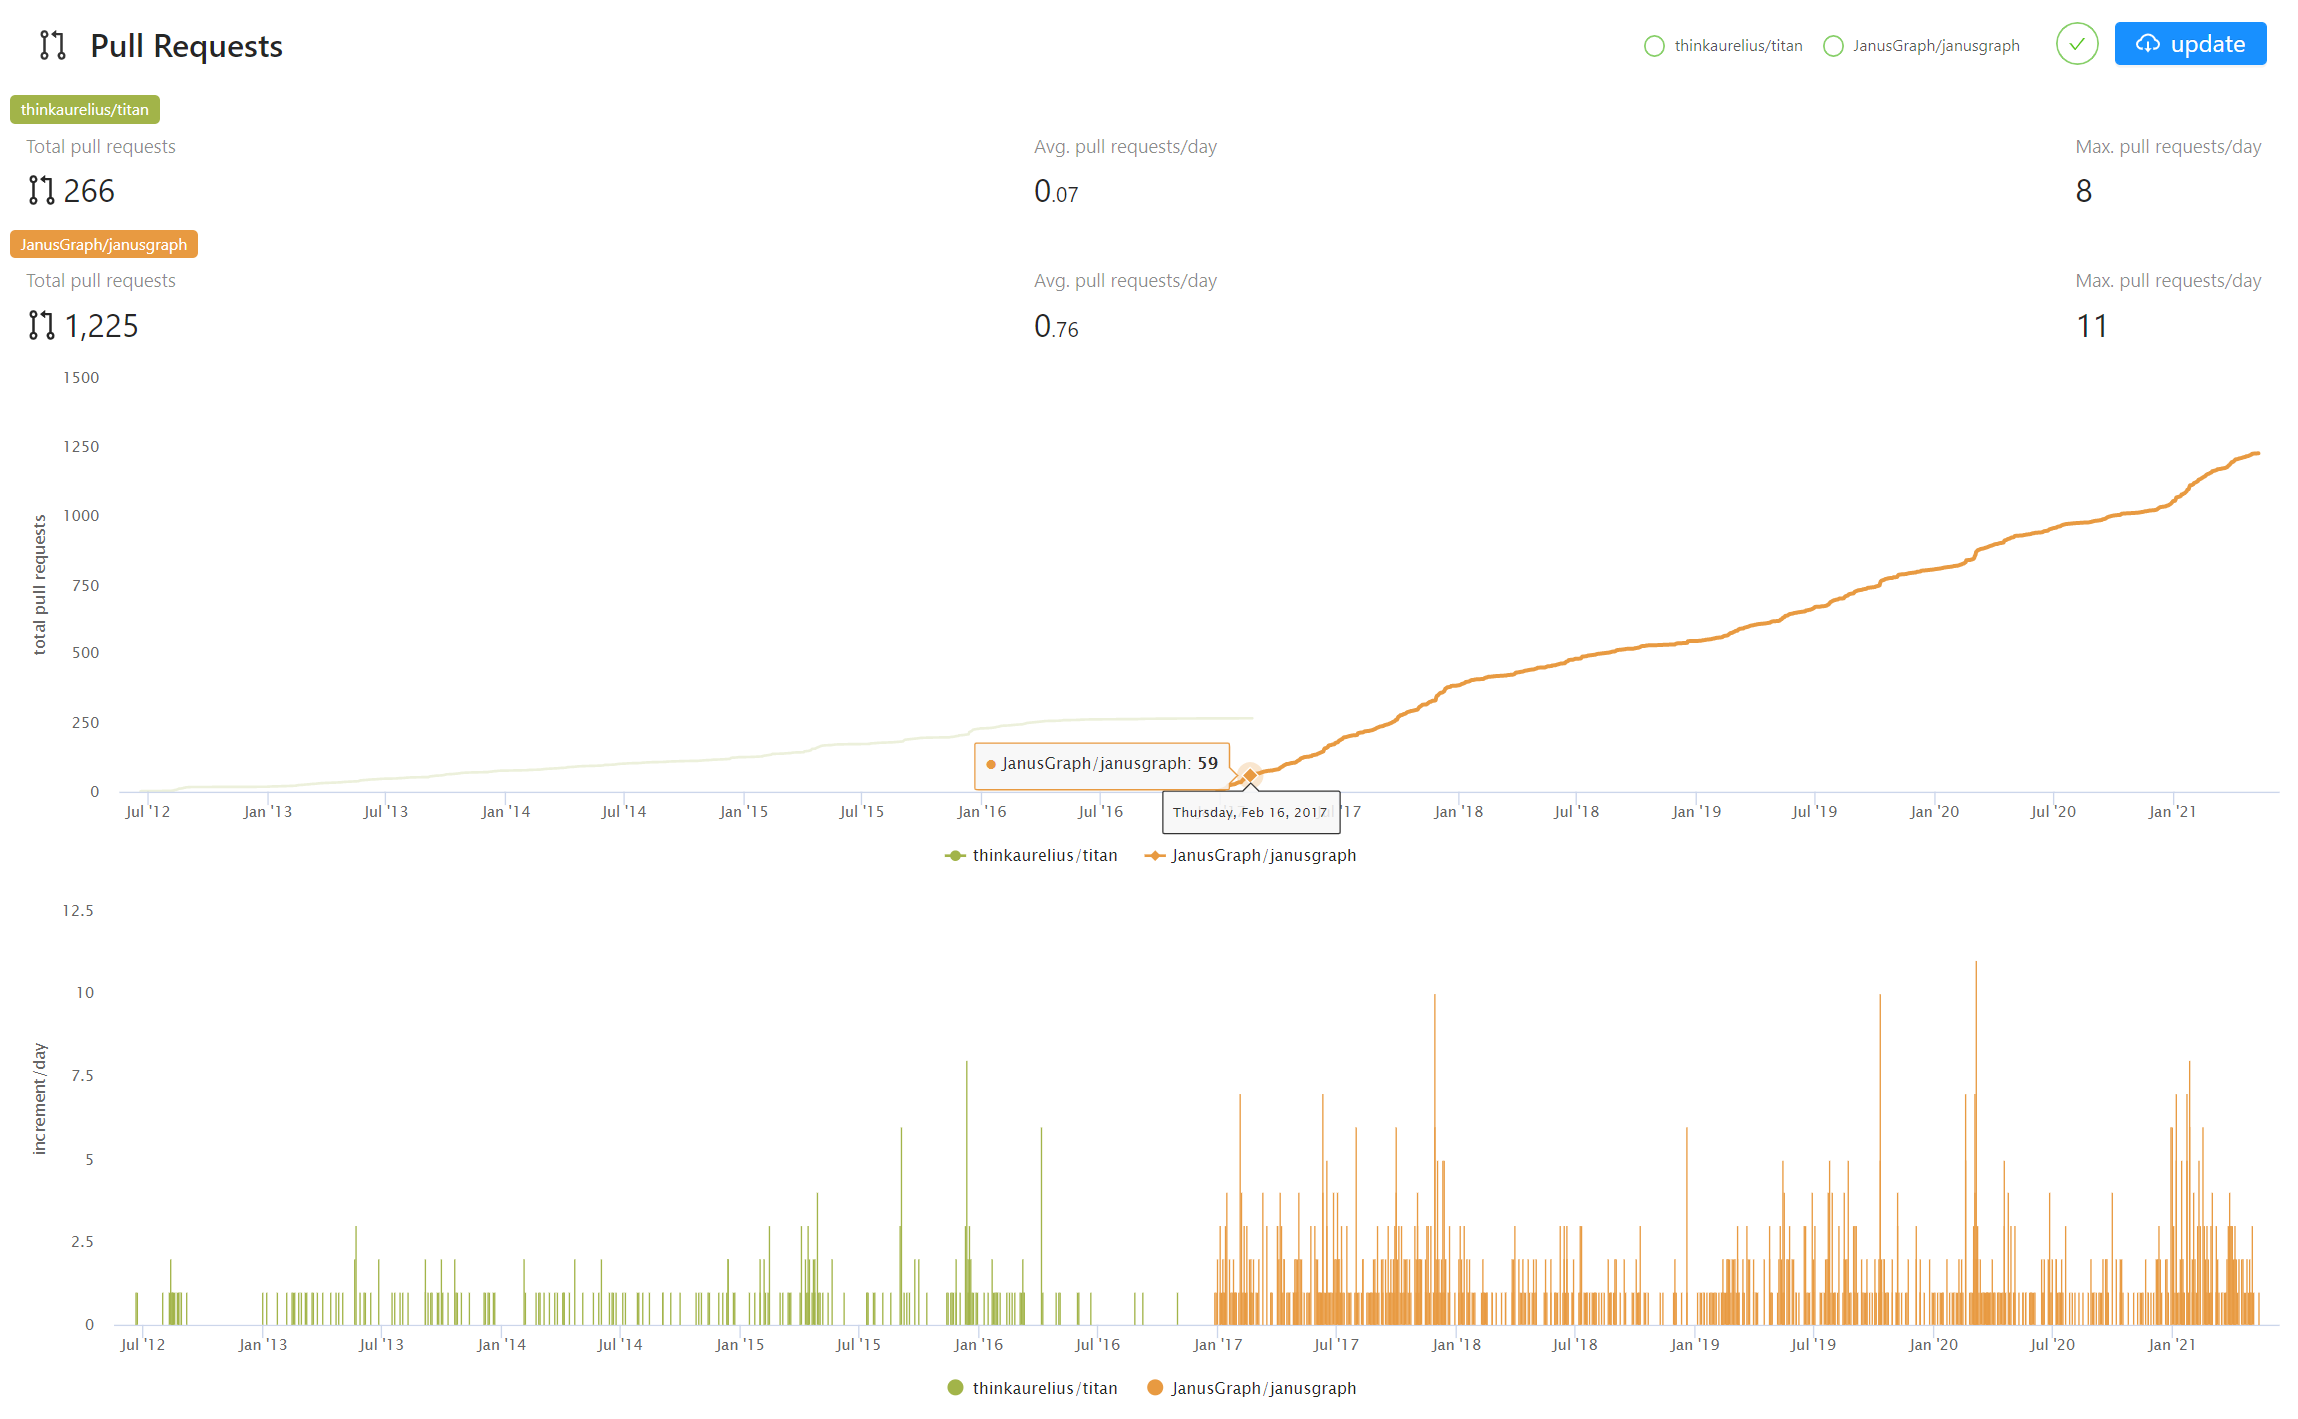 Pull Requests
thinkaurelius/titan JanusGraph/janusgraph update
thinkaurelius/titan
Total pull requests Avg. pull requests/day Max. pull requests/day
266 0.07 8
JanusGraph/janusgraph
Total pull requests Avg. pull requests/day Max. pull requests/day
1,225 0.76 11
total pull requests
1500
1250
1000
750
500
250
0
JanusGraph/janusgraph: 59
Jul '12 Jan '13 Jul '13 Jan '14 Jul '14 Jan '15 Jul '15 Jan '16 Jul '16 Jul '17 Jan '18 Jul '18 Jan '19 Jul '19 Jan '20 Jul '20 Jan '21
Thursday, Feb 16, 2017
thinkaurelius/titan JanusGraph/janusgraph
increment/day
12.5
10
7.5
5
2.5
0
Jul '12 Jan '13 Jul '13 Jan '14 Jul '14 Jan '15 Jul '15 Jan '16 Jul '16 Jan '17 Jul '17 Jan '18 Jul '18 Jan '19 Jul '19 Jan '20 Jul '20 Jan '21
thinkaurelius/titan JanusGraph/janusgraph